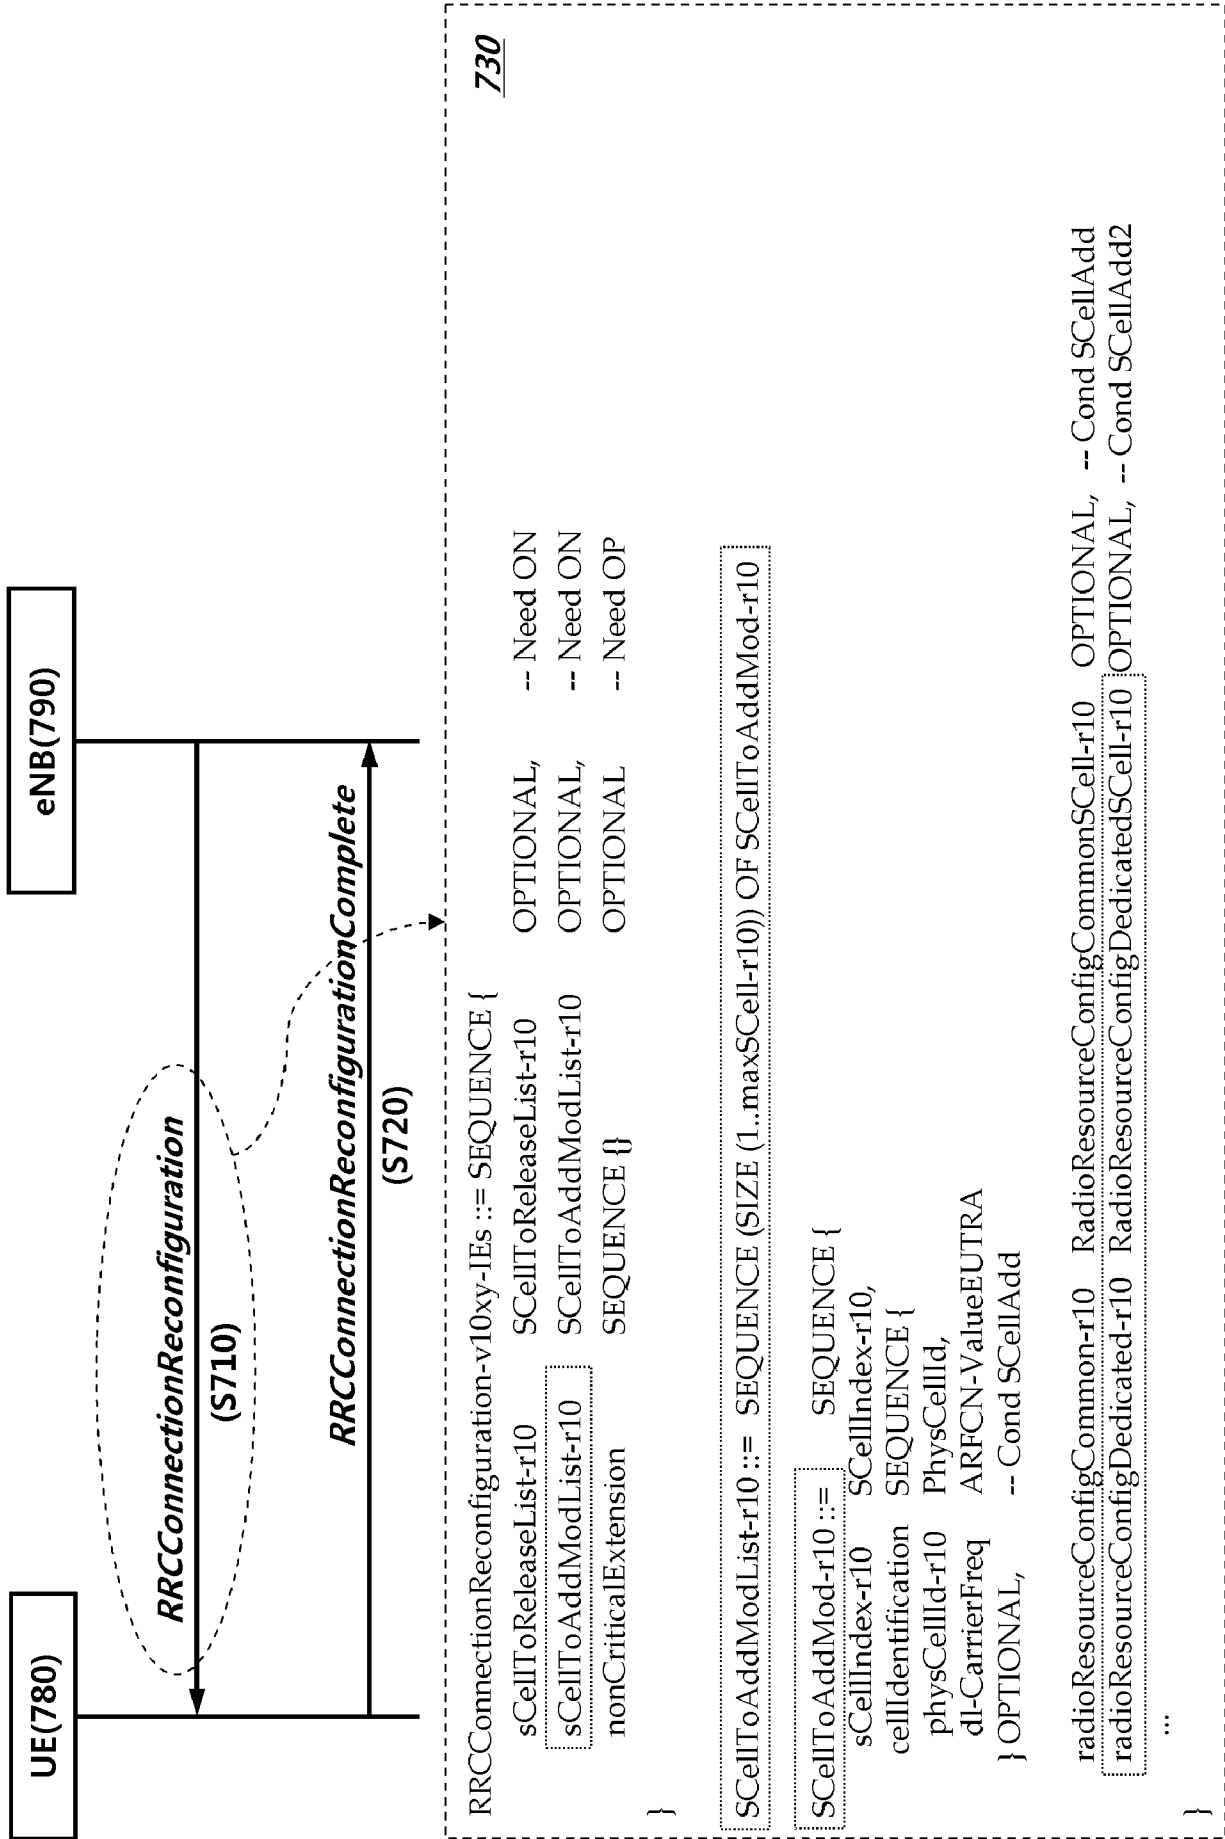 UE(780)
eNB(790)
RRCConnectionReconfiguration
(S710)
RRCConnectionReconfigurationComplete
(S720)
730
RRCConnectionReconfiguration-v10xy-IEs ::= SEQUENCE {
sCellToReleaseList-r10 SCellToReleaseList-r10 OPTIONAL, -- Need ON
sCellToAddModList-r10 SCellToAddModList-r10 OPTIONAL, -- Need ON
nonCriticalExtension SEQUENCE {} OPTIONAL -- Need OP
}
SCellToAddModList-r10 ::= SEQUENCE (SIZE (1..maxSCell-r10)) OF SCellToAddMod-r10
SCellToAddMod-r10 ::= SEQUENCE {
sCellIndex-r10 SCellIndex-r10,
cellIdentification SEQUENCE {
physCellId-r10 PhysCellId,
dl-CarrierFreq ARFCN-ValueEUTRA
} OPTIONAL, -- Cond SCellAdd
radioResourceConfigCommon-r10 RadioResourceConfigCommonSCell-r10 OPTIONAL, -- Cond SCellAdd
radioResourceConfigDedicated-r10 RadioResourceConfigDedicatedSCell-r10 OPTIONAL, -- Cond SCellAdd2
...
}